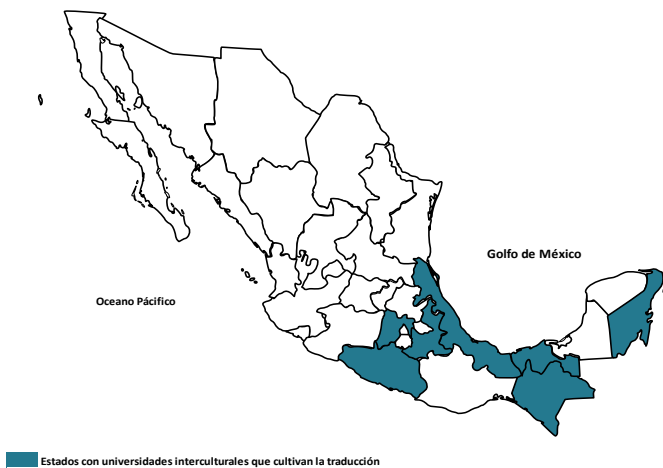 Golfo de México
Oceano Pácifico
Estados con universidades interculturales que cultivan la traducción